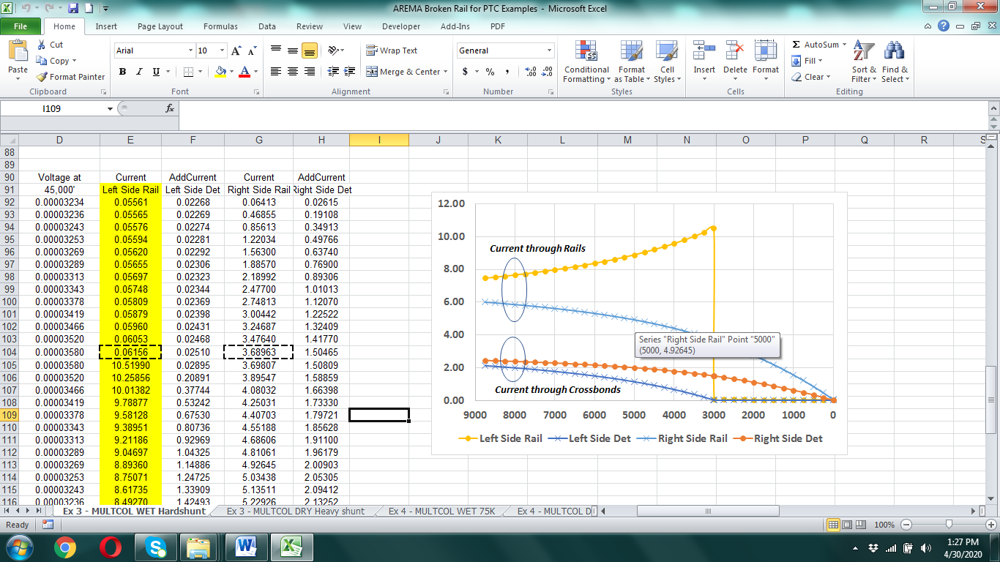 AREMA Broken Rail for PTC Examples - Microsoft Excel
File Home Insert Page Layout Formulas Data Review View Developer Add-Ins PDF
Paste Cut Copy Format Painter
Clipboard
Arial 10 A A
B I U A
Font
Wrap Text
Merge & Center
Alignment
General
$ % , .0 .00 .00 .0
Number
Conditional Formatting Format as Table Cell Styles
Styles
Insert Delete Format
Cells
Σ AutoSum Fill Clear Sort & Filter Find & Select
Editing
I109 fx
D E F G H I J K L M N O P Q R S
88
89
90 Voltage at Current AddCurrent Current AddCurrent
91 45,000' Left Side Rail Left Side Det Right Side Rail Right Side Det
92 0.00003234 0.05561 0.02268 0.06413 0.02615
93 0.00003236 0.05565 0.02269 0.46855 0.19108
94 0.00003243 0.05576 0.02274 0.85613 0.34913
95 0.00003253 0.05594 0.02281 1.22034 0.49766
96 0.00003269 0.05620 0.02292 1.56300 0.63740
97 0.00003289 0.05655 0.02306 1.88570 0.76900
98 0.00003313 0.05697 0.02323 2.18992 0.89306
99 0.00003343 0.05748 0.02344 2.47700 1.01013
100 0.00003378 0.05809 0.02369 2.74813 1.12070
101 0.00003419 0.05879 0.02398 3.00442 1.22522
102 0.00003466 0.05960 0.02431 3.24687 1.32409
103 0.00003520 0.06053 0.02468 3.47640 1.41770
104 0.00003580 0.06156 0.02510 3.68963 1.50465
105 0.00003580 10.51990 0.02895 3.69807 1.50809
106 0.00003520 10.25856 0.20891 3.89547 1.58859
107 0.00003466 10.01382 0.37744 4.08032 1.66398
108 0.00003419 9.78877 0.53242 4.25031 1.73330
109 0.00003378 9.58128 0.67530 4.40703 1.79721
110 0.00003343 9.38951 0.80736 4.55188 1.85628
111 0.00003313 9.21186 0.92969 4.68606 1.91100
112 0.00003289 9.04697 1.04325 4.81061 1.96179
113 0.00003269 8.89360 1.14886 4.92645 2.00903
114 0.00003253 8.75071 1.24725 5.03438 2.05305
115 0.00003243 8.61735 1.33909 5.13511 2.09412
116 0.00003236 8.49270 1.42493 5.22926 2.13252
12.00
10.00
8.00
6.00
4.00
2.00
0.00
Current through Rails
Series "Right Side Rail" Point "5000"
(5000, 4.92645)
Current through Crossbonds
9000 8000 7000 6000 5000 4000 3000 2000 1000 0
Left Side Rail Left Side Det Right Side Rail Right Side Det
Ex 3 - MULTCOL WET Hardshunt Ex 3 - MULTCOL DRY Heavy shunt Ex 4 - MULTCOL WET 75K Ex 4 - MULTCOL D
Ready 100%
1:27 PM
4/30/2020